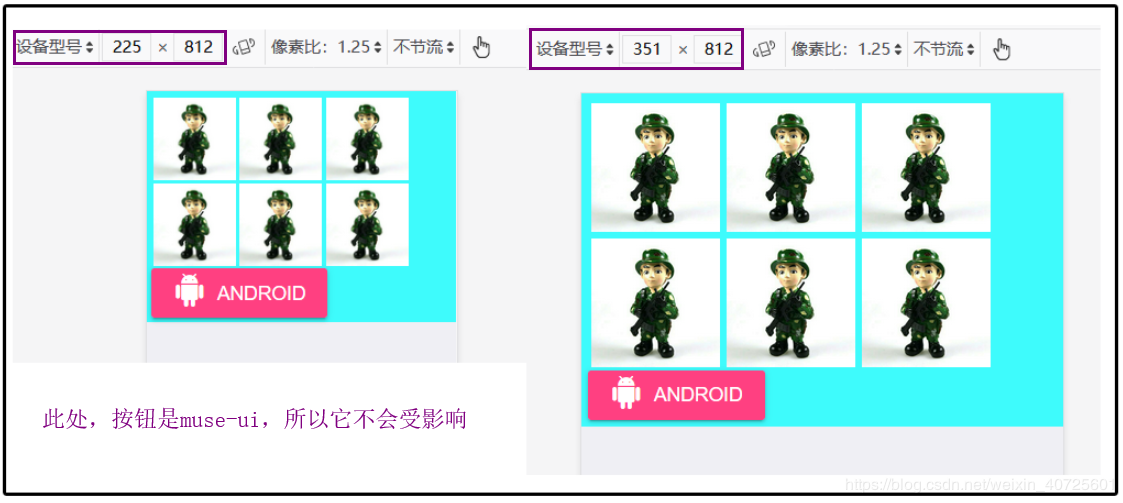 设备型号 225 × 812 像素比：1.25 不节流
设备型号 351 × 812 像素比：1.25 不节流
ANDROID
ANDROID
此处，按钮是muse-ui，所以它不会受影响
https://blog.csdn.net/weixin_40725601